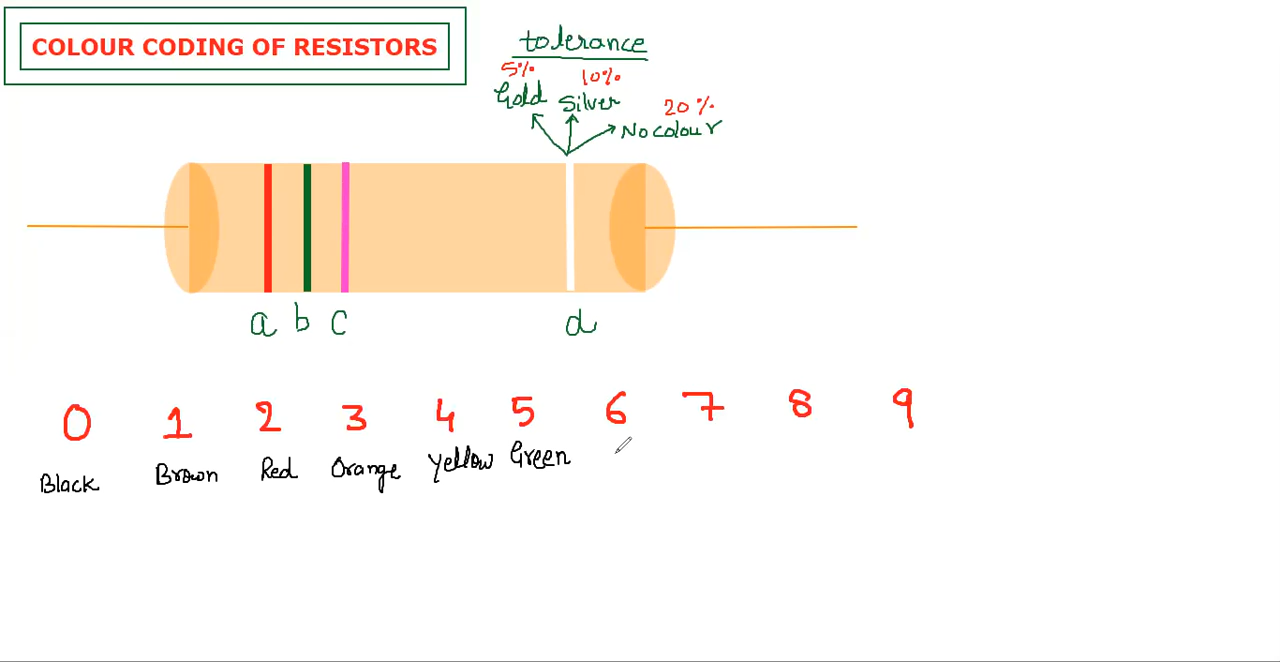 COLOUR CODING OF RESISTORS
tolerance
5% 10%
Gold Silver 20%
No colour
a b c d
0 1 2 3 4 5 6 7 8 9
Black Brown Red Orange Yellow Green